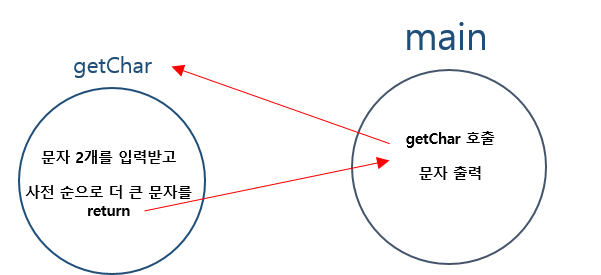 main
getChar
문자 2개를 입력받고
사전 순으로 더 큰 문자를
return
getChar 호출
문자 출력